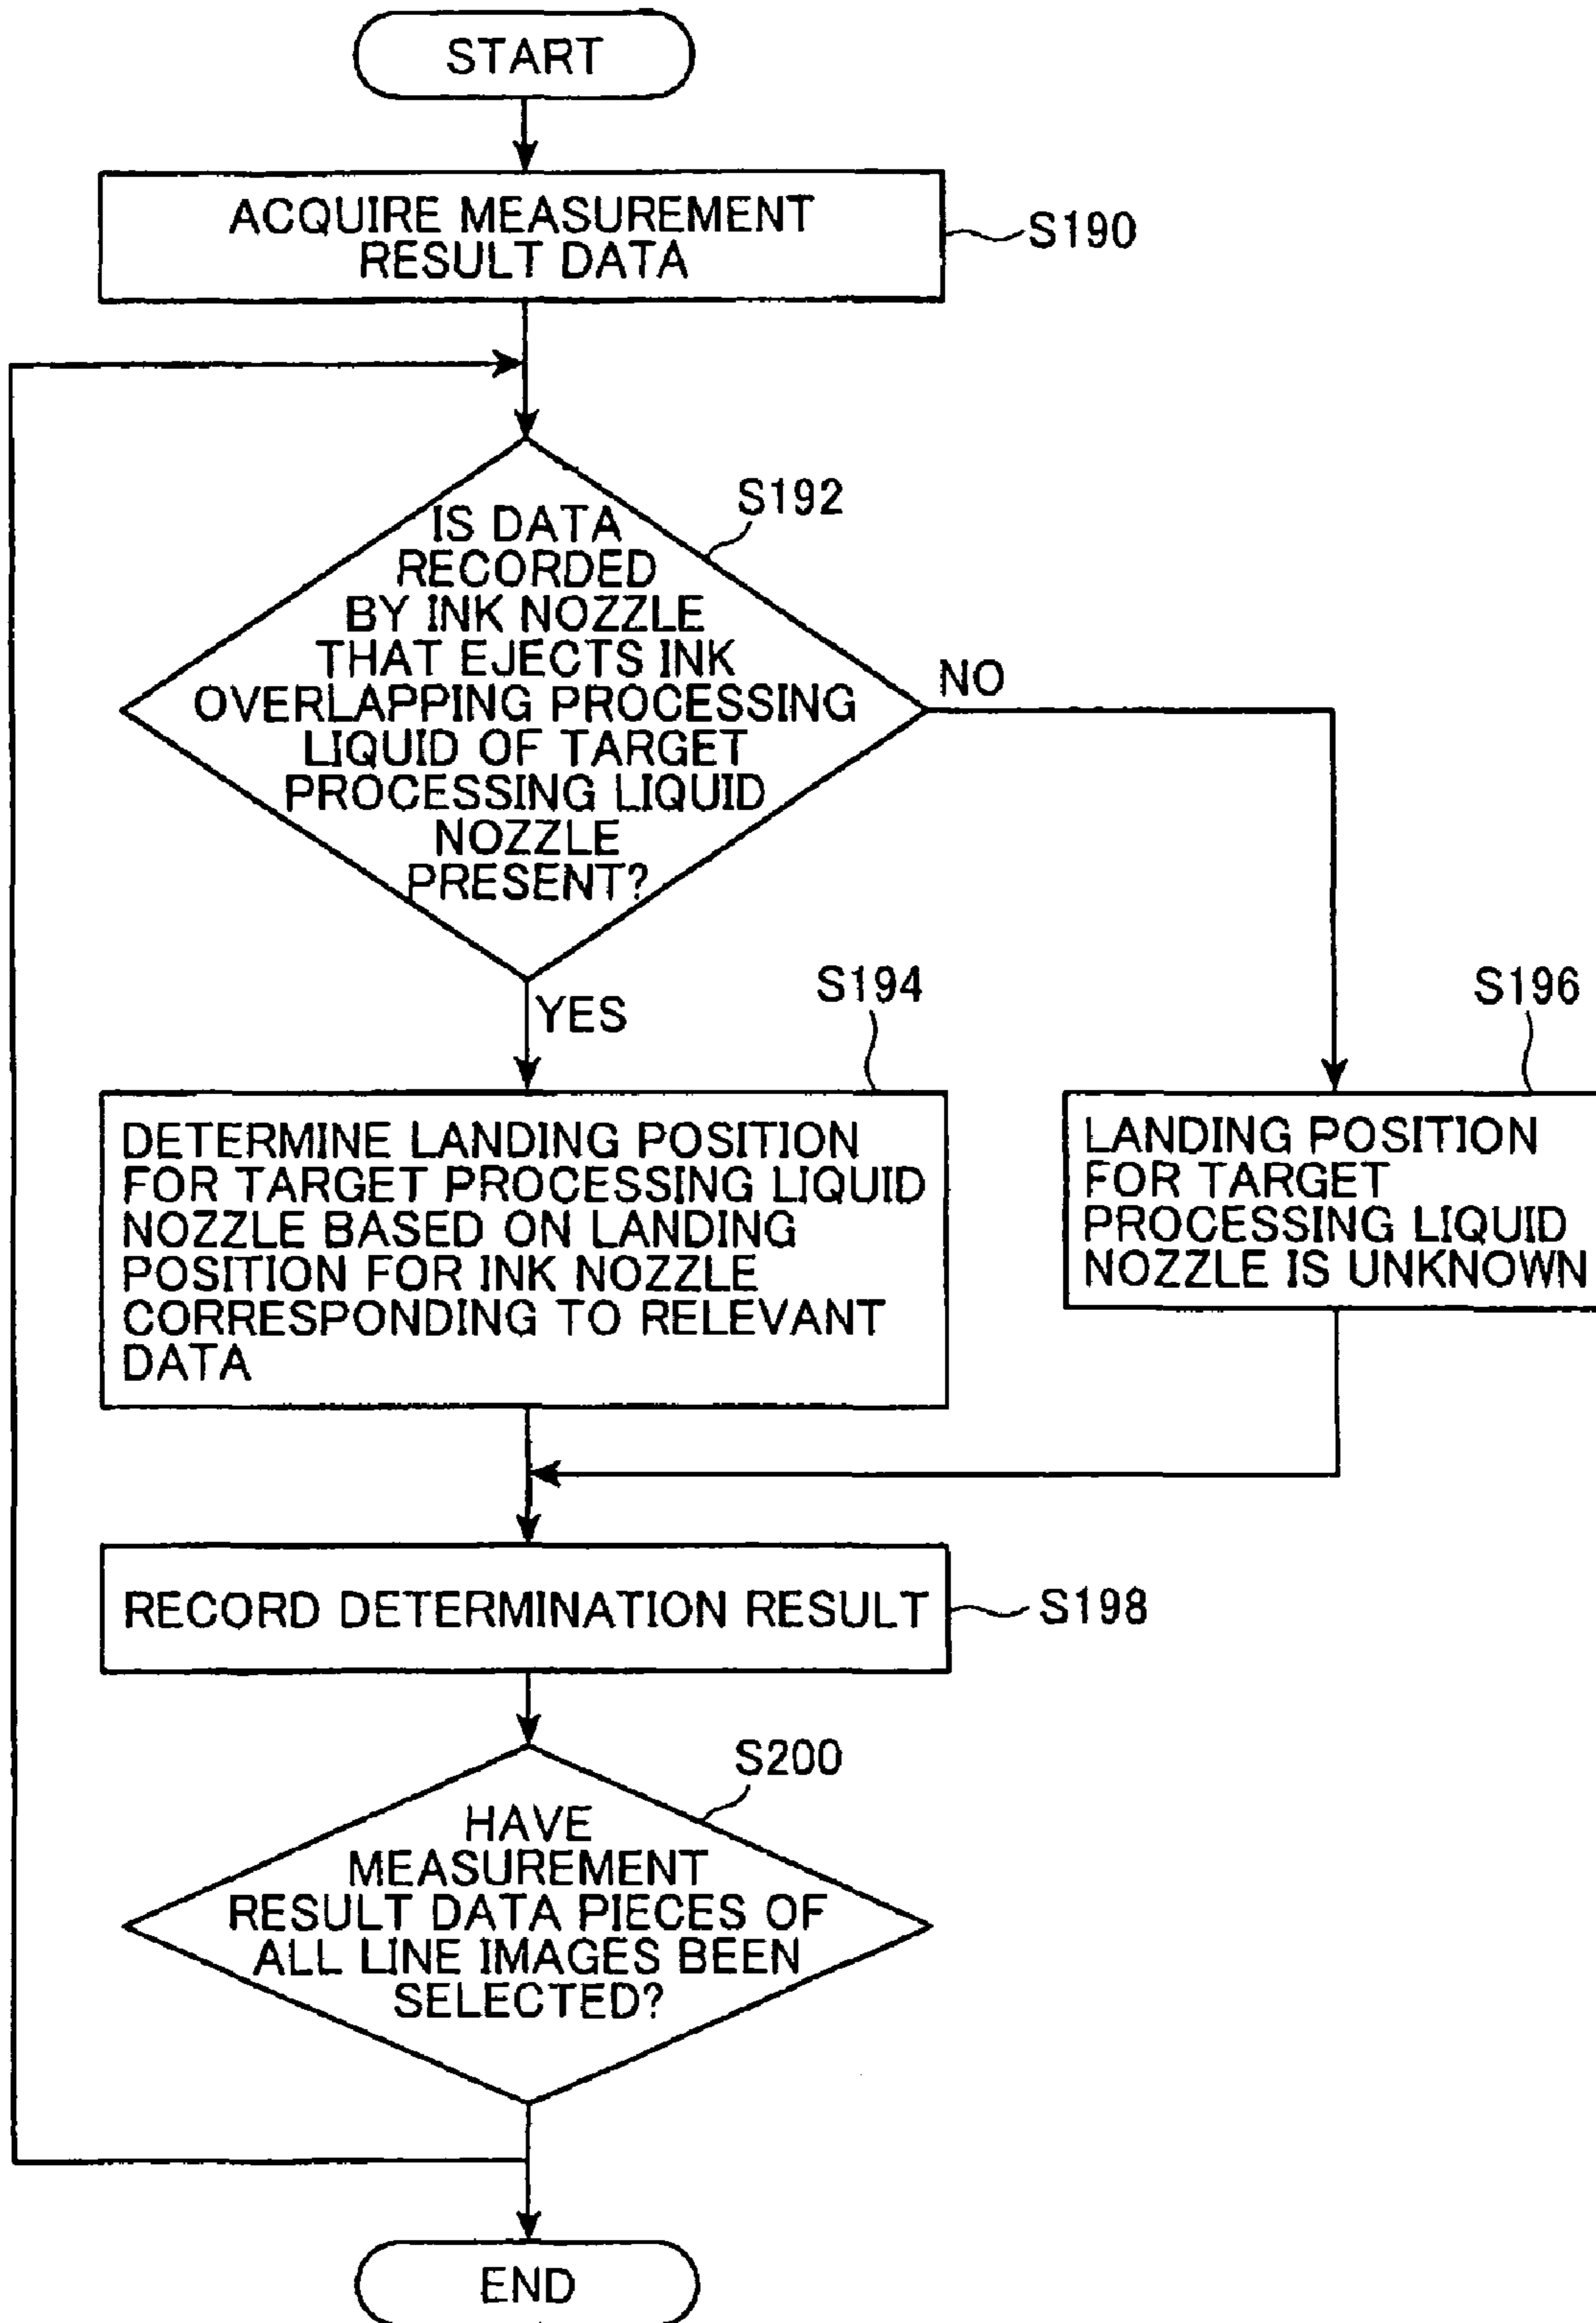 START
ACQUIRE MEASUREMENT
RESULT DATA
S190
S192
IS DATA
RECORDED
BY INK NOZZLE
THAT EJECTS INK
OVERLAPPING PROCESSING
LIQUID OF TARGET
PROCESSING LIQUID
NOZZLE
PRESENT?
NO
YES
S194
DETERMINE LANDING POSITION
FOR TARGET PROCESSING LIQUID
NOZZLE BASED ON LANDING
POSITION FOR INK NOZZLE
CORRESPONDING TO RELEVANT
DATA
S196
LANDING POSITION
FOR TARGET
PROCESSING LIQUID
NOZZLE IS UNKNOWN
RECORD DETERMINATION RESULT
S198
S200
HAVE
MEASUREMENT
RESULT DATA PIECES OF
ALL LINE IMAGES BEEN
SELECTED?
END